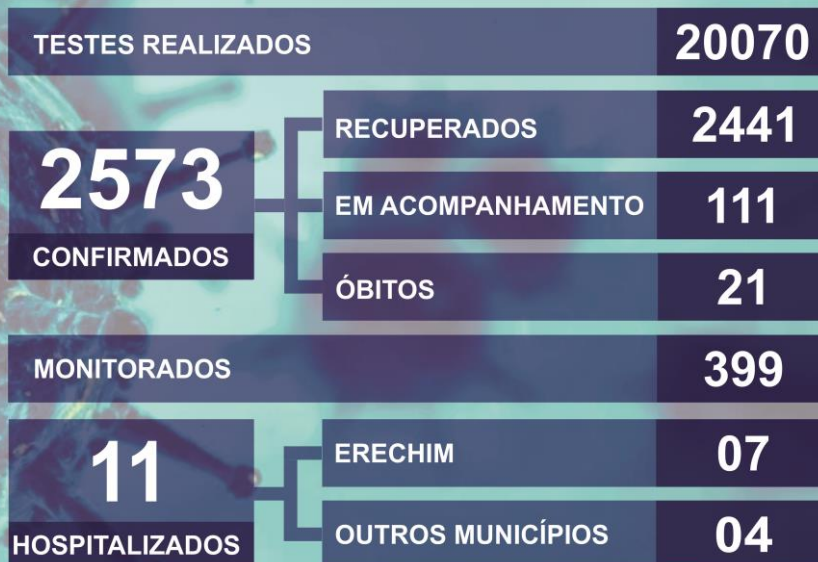 TESTES REALIZADOS 20070
2573
CONFIRMADOS
RECUPERADOS 2441
EM ACOMPANHAMENTO 111
ÓBITOS 21
MONITORADOS 399
11
HOSPITALIZADOS
ERECHIM 07
OUTROS MUNICÍPIOS 04